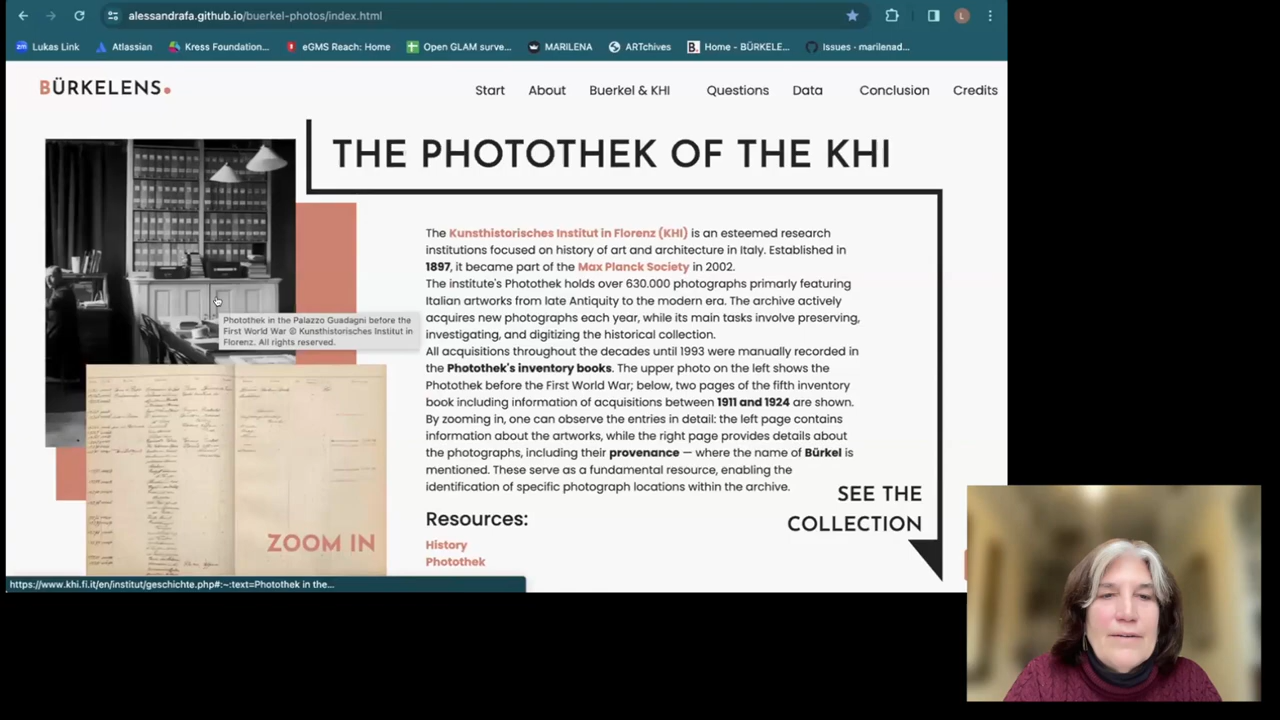 alessandrafa.github.io/buerkel-photos/index.html
L
zm Lukas Link
Atlassian
Kress Foundation...
eGMS Reach: Home
Open GLAM surve...
MARILENA
ARTchives
B. Home - BÜRKELE...
Issues · marilenad...
BÜRKELENS.
Start
About
Buerkel & KHI
Questions
Data
Conclusion
Credits
THE PHOTOTHEK OF THE KHI
The Kunsthistorisches Institut in Florenz (KHI) is an esteemed research
institutions focused on history of art and architecture in Italy. Established in
1897, it became part of the Max Planck Society in 2002.
The institute's Photothek holds over 630.000 photographs primarily featuring
Italian artworks from late Antiquity to the modern era. The archive actively
acquires new photographs each year, while its main tasks involve preserving,
investigating, and digitizing the historical collection.
All acquisitions throughout the decades until 1993 were manually recorded in
the Photothek's inventory books. The upper photo on the left shows the
Photothek before the First World War; below, two pages of the fifth inventory
book including information of acquisitions between 1911 and 1924 are shown.
By zooming in, one can observe the entries in detail: the left page contains
information about the artworks, while the right page provides details about
the photographs, including their provenance — where the name of Bürkel is
mentioned. These serve as a fundamental resource, enabling the
identification of specific photograph locations within the archive.
Resources:
History
Photothek
SEE THE
COLLECTION
Photothek in the Palazzo Guadagni before the
First World War © Kunsthistorisches Institut in
Florenz. All rights reserved.
ZOOM IN
https://www.khi.fi.it/en/institut/geschichte.php#:~:text=Photothek in the...